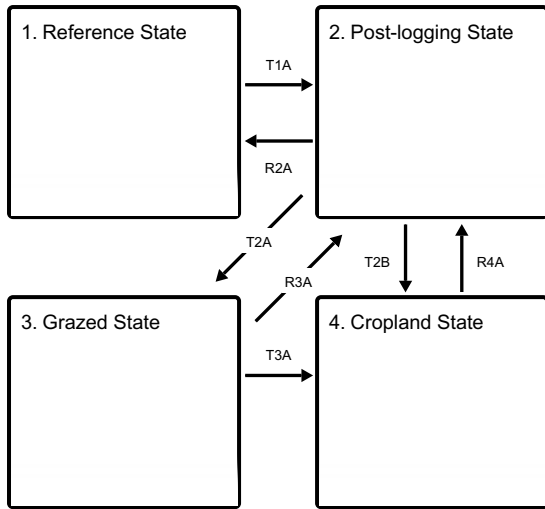 1. Reference State
2. Post-logging State
T1A
R2A
T2A
R3A
T2B
R4A
3. Grazed State
4. Cropland State
T3A